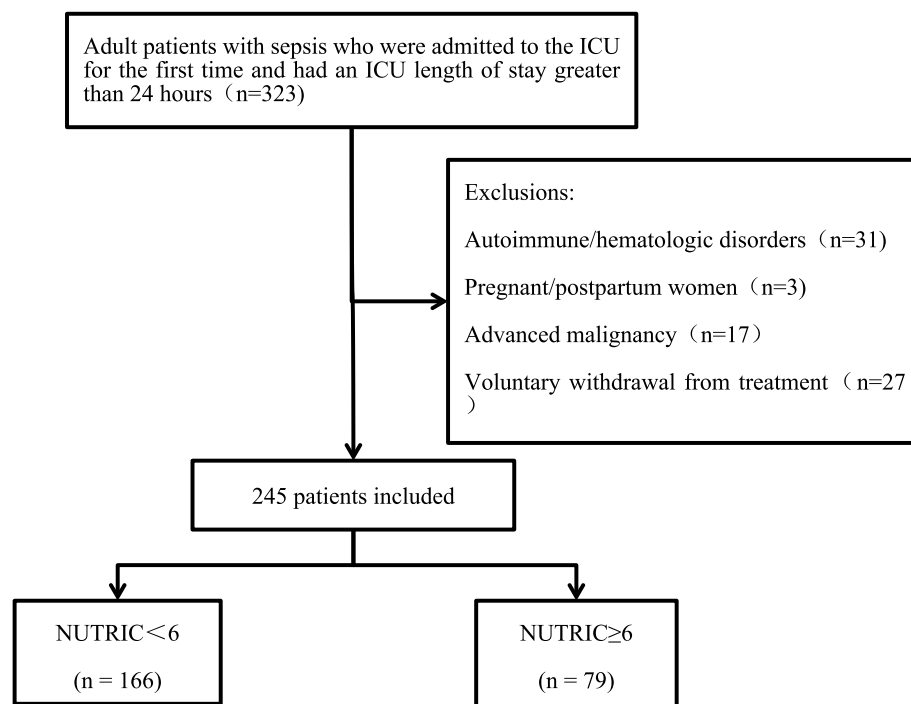 Adult patients with sepsis who were admitted to the ICU
for the first time and had an ICU length of stay greater
than 24 hours（n=323)
Exclusions:
Autoimmune/hematologic disorders（n=31)
Pregnant/postpartum women（n=3)
Advanced malignancy（n=17）
Voluntary withdrawal from treatment（n=27
）
245 patients included
NUTRIC＜6
(n = 166)
NUTRIC≥6
(n = 79)